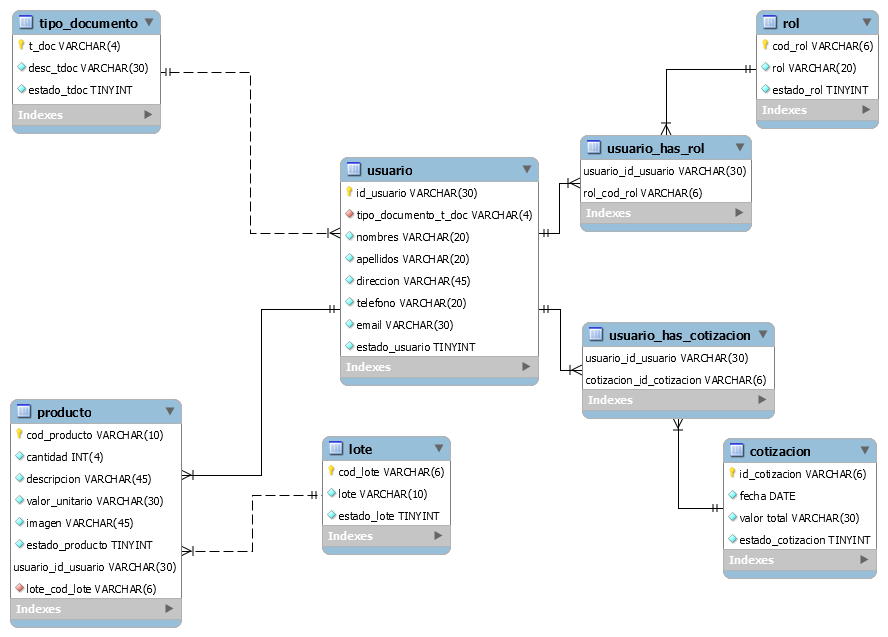 tipo_documento
t_doc VARCHAR(4)
desc_tdoc VARCHAR(30)
estado_tdoc TINYINT
Indexes
rol
cod_rol VARCHAR(6)
rol VARCHAR(20)
estado_rol TINYINT
Indexes
usuario_has_rol
usuario_id_usuario VARCHAR(30)
rol_cod_rol VARCHAR(6)
Indexes
usuario
id_usuario VARCHAR(30)
tipo_documento_t_doc VARCHAR(4)
nombres VARCHAR(20)
apellidos VARCHAR(20)
direccion VARCHAR(45)
telefono VARCHAR(20)
email VARCHAR(30)
estado_usuario TINYINT
Indexes
usuario_has_cotizacion
usuario_id_usuario VARCHAR(30)
cotizacion_id_cotizacion VARCHAR(6)
Indexes
producto
cod_producto VARCHAR(10)
cantidad INT(4)
descripcion VARCHAR(45)
valor_unitario VARCHAR(30)
imagen VARCHAR(45)
estado_producto TINYINT
usuario_id_usuario VARCHAR(30)
lote_cod_lote VARCHAR(6)
Indexes
lote
cod_lote VARCHAR(6)
lote VARCHAR(10)
estado_lote TINYINT
Indexes
cotizacion
id_cotizacion VARCHAR(6)
fecha DATE
valor total VARCHAR(30)
estado_cotizacion TINYINT
Indexes